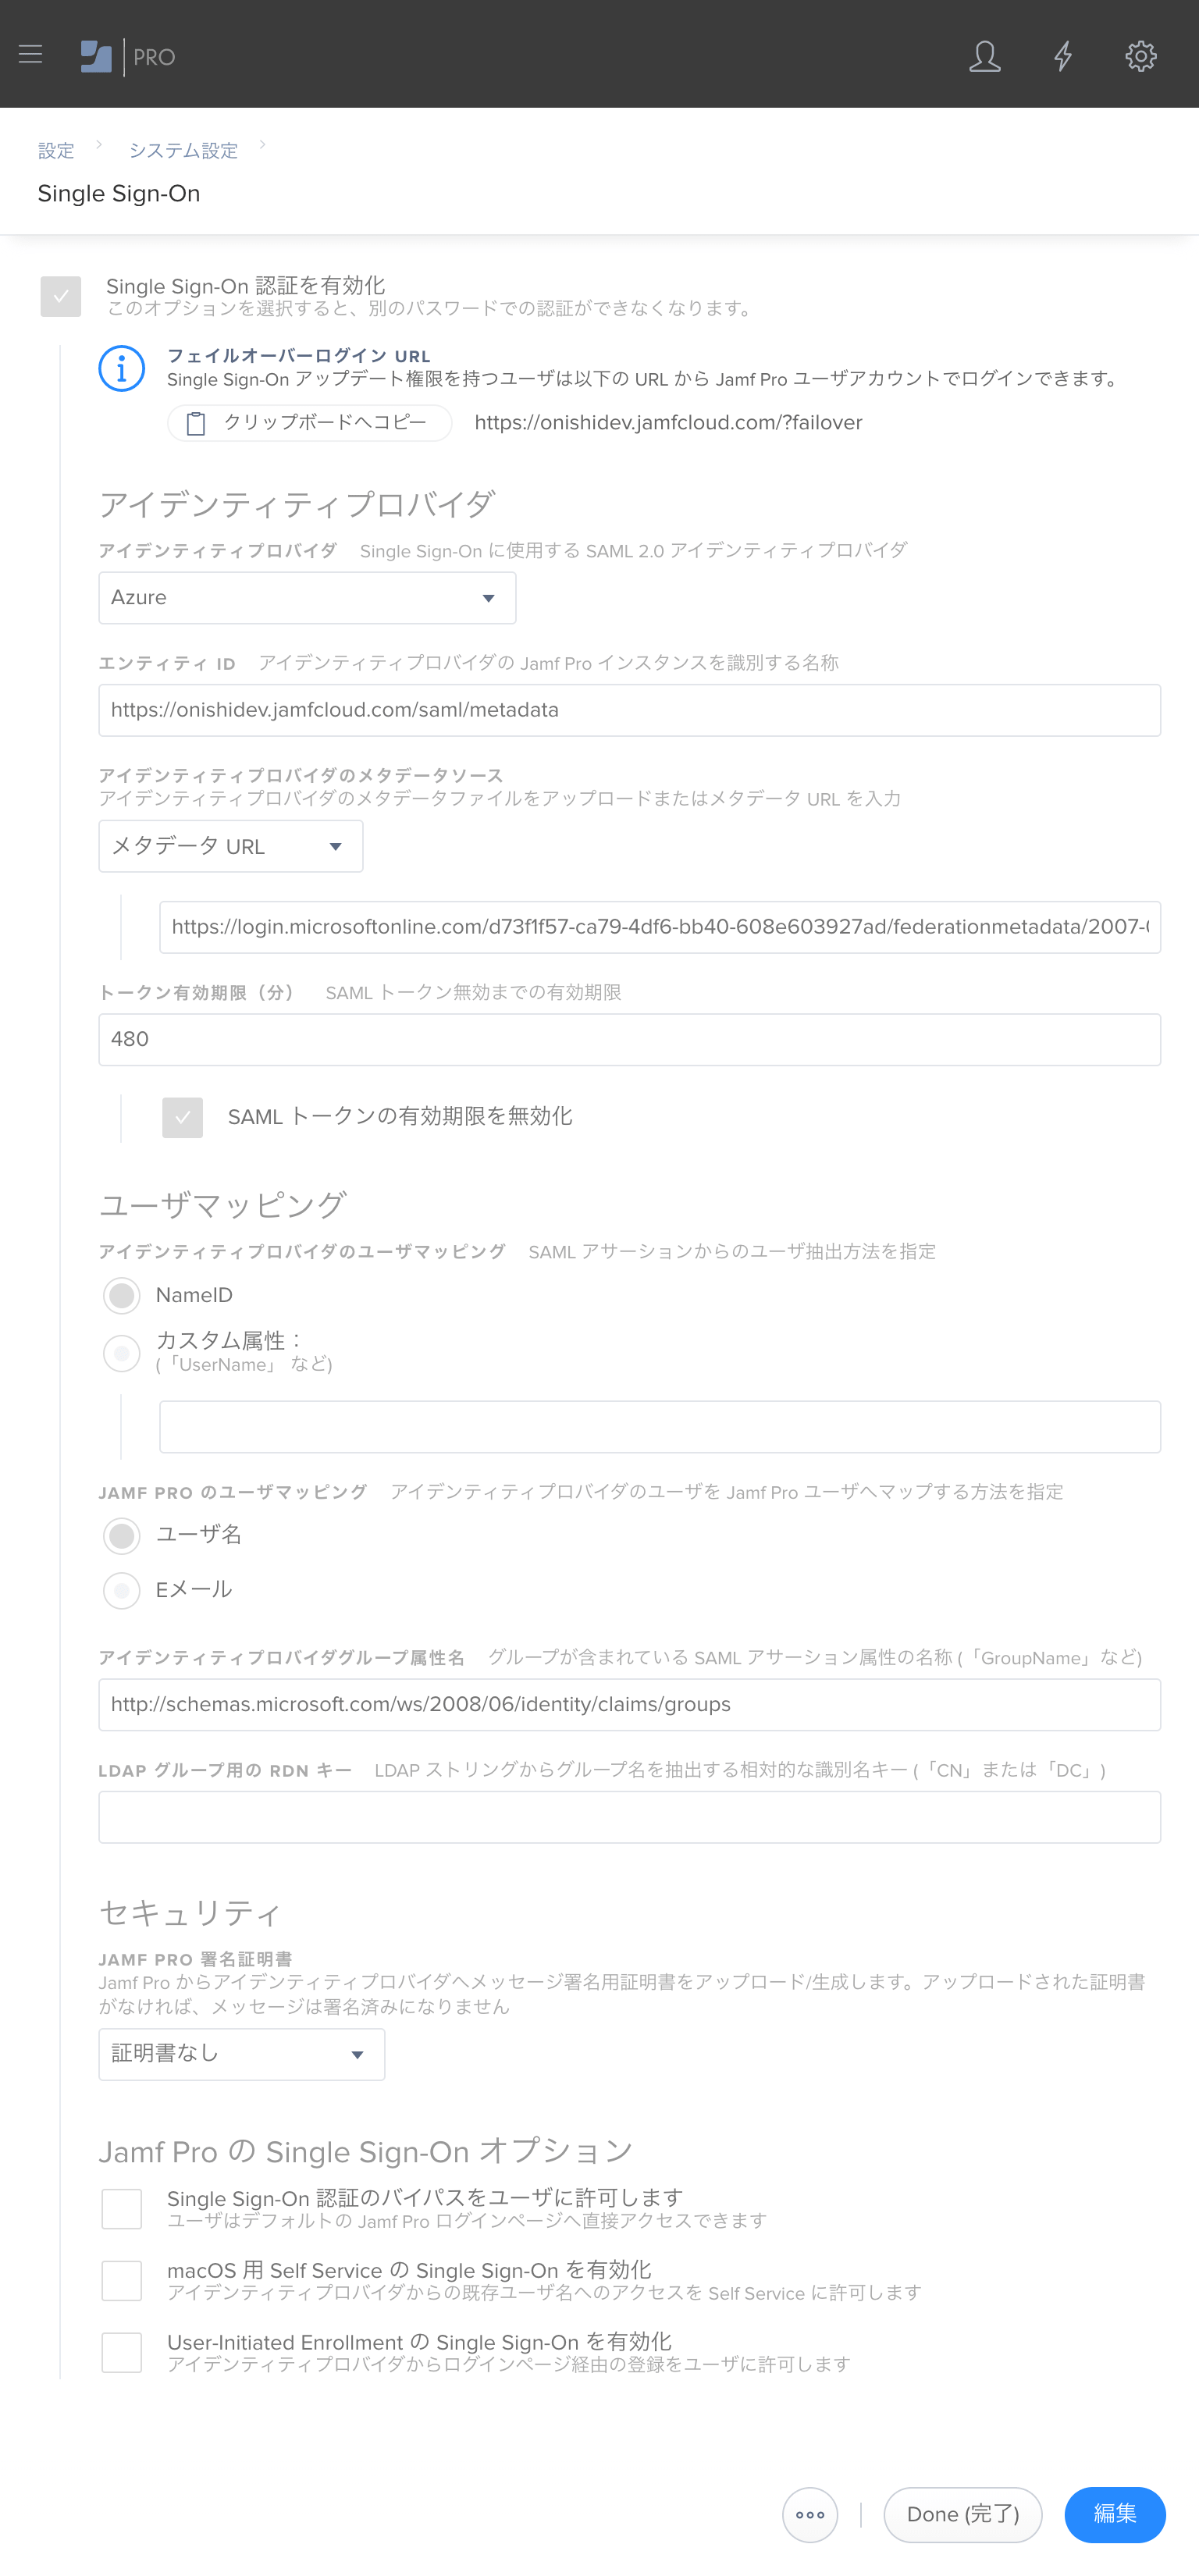 PRO
設定 システム設定
Single Sign-On
Single Sign-On 認証を有効化
このオプションを選択すると、別のパスワードでの認証ができなくなります。
フェイルオーバーログイン URL
Single Sign-On アップデート権限を持つユーザは以下の URL から Jamf Pro ユーザアカウントでログインできます。
クリップボードへコピー https://onishidev.jamfcloud.com/?failover
アイデンティティプロバイダ
アイデンティティプロバイダ Single Sign-On に使用する SAML 2.0 アイデンティティプロバイダ
Azure
エンティティ ID アイデンティティプロバイダの Jamf Pro インスタンスを識別する名称
https://onishidev.jamfcloud.com/saml/metadata
アイデンティティプロバイダのメタデータソース
アイデンティティプロバイダのメタデータファイルをアップロードまたはメタデータ URL を入力
メタデータ URL
https://login.microsoftonline.com/d73f1f57-ca79-4df6-bb40-608e603927ad/federationmetadata/2007-
トークン有効期限（分） SAML トークン無効までの有効期限
480
SAML トークンの有効期限を無効化
ユーザマッピング
アイデンティティプロバイダのユーザマッピング SAML アサーションからのユーザ抽出方法を指定
NameID
カスタム属性：
(「UserName」 など)
JAMF PRO のユーザマッピング アイデンティティプロバイダのユーザを Jamf Pro ユーザへマップする方法を指定
ユーザ名
Eメール
アイデンティティプロバイダグループ属性名 グループが含まれている SAML アサーション属性の名称 (「GroupName」など)
http://schemas.microsoft.com/ws/2008/06/identity/claims/groups
LDAP グループ用の RDN キー LDAP ストリングからグループ名を抽出する相対的な識別名キー (「CN」または「DC」)
セキュリティ
JAMF PRO 署名証明書
Jamf Pro からアイデンティティプロバイダへメッセージ署名用証明書をアップロード/生成します。アップロードされた証明書
がなければ、メッセージは署名済みになりません
証明書なし
Jamf Pro の Single Sign-On オプション
Single Sign-On 認証のバイパスをユーザに許可します
ユーザはデフォルトの Jamf Pro ログインページへ直接アクセスできます
macOS 用 Self Service の Single Sign-On を有効化
アイデンティティプロバイダからの既存ユーザ名へのアクセスを Self Service に許可します
User-Initiated Enrollment の Single Sign-On を有効化
アイデンティティプロバイダからログインページ経由の登録をユーザに許可します
Done (完了) 編集